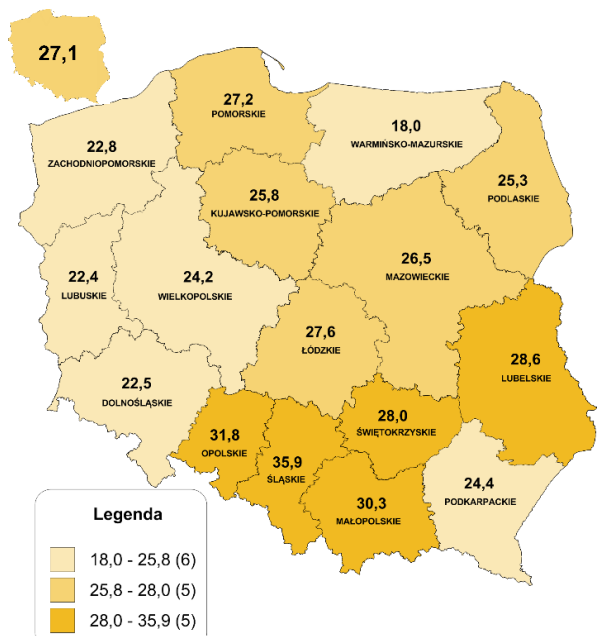 27,1
27,2
POMORSKIE
18,0
WARMIŃSKO-MAZURSKIE
22,8
ZACHODNIOPOMORSKIE
25,3
PODLASKIE
25,8
KUJAWSKO-POMORSKIE
26,5
MAZOWIECKIE
22,4
LUBUSKIE
24,2
WIELKOPOLSKIE
27,6
ŁÓDZKIE
28,6
LUBELSKIE
22,5
DOLNOŚLĄSKIE
28,0
ŚWIĘTOKRZYSKIE
31,8
OPOLSKIE
35,9
ŚLĄSKIE
30,3
MAŁOPOLSKIE
24,4
PODKARPACKIE
Legenda
18,0 - 25,8 (6)
25,8 - 28,0 (5)
28,0 - 35,9 (5)